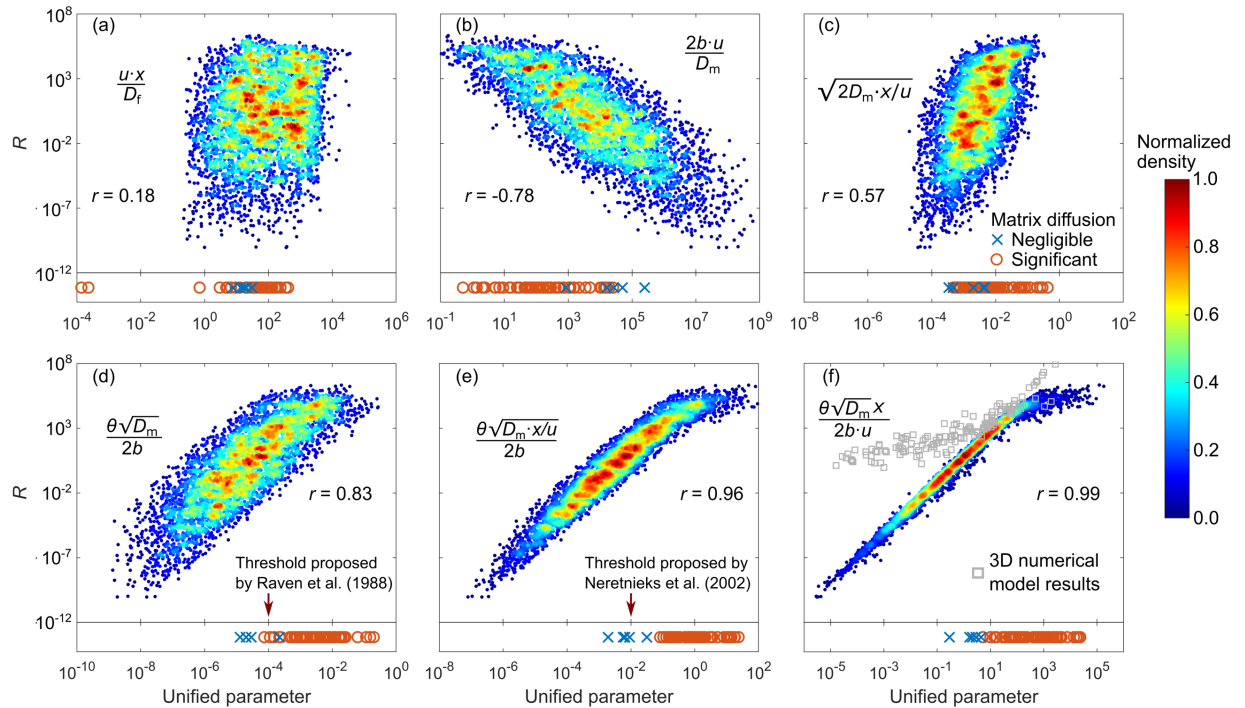 10^8
10^3
10^-2
10^-7
10^-12
R
(a)
u·x
D_f
r = 0.18
10^-4
10^-2
10^0
10^2
10^4
10^6
(b)
2b·u
D_m
r = -0.78
10^-1
10^1
10^3
10^5
10^7
10^9
(c)
√2D_m·x/u
r = 0.57
Matrix diffusion
Negligible
Significant
10^-8
10^-6
10^-4
10^-2
10^0
10^2
Normalized
density
1.0
0.8
0.6
0.4
0.2
0.0
10^8
10^3
10^-2
10^-7
10^-12
R
(d)
θ√D_m
2b
r = 0.83
Threshold proposed
by Raven et al. (1988)
10^-10
10^-8
10^-6
10^-4
10^-2
10^0
Unified parameter
(e)
θ√D_m·x/u
2b
r = 0.96
Threshold proposed by
Neretnieks et al. (2002)
10^-8
10^-6
10^-4
10^-2
10^0
10^2
Unified parameter
(f)
θ√D_m x
2b·u
r = 0.99
3D numerical
model results
10^-5
10^-3
10^-1
10^1
10^3
10^5
Unified parameter